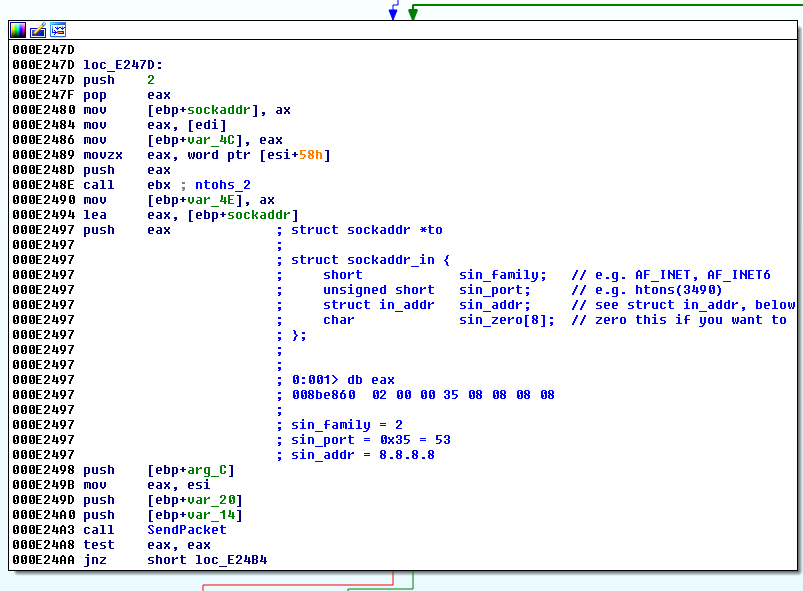 000E247D
000E247D loc_E247D:
000E247D push    2
000E247F pop     eax
000E2480 mov     [ebp+sockaddr], ax
000E2484 mov     eax, [edi]
000E2486 mov     [ebp+var_4C], eax
000E2489 movzx   eax, word ptr [esi+58h]
000E248D push    eax
000E248E call    ebx ; ntohs_2
000E2490 mov     [ebp+var_4E], ax
000E2494 lea     eax, [ebp+sockaddr]
000E2497 push    eax             ; struct sockaddr *to
000E2497                         ;
000E2497                         ; struct sockaddr_in {
000E2497                         ;     short            sin_family;   // e.g. AF_INET, AF_INET6
000E2497                         ;     unsigned short   sin_port;     // e.g. htons(3490)
000E2497                         ;     struct in_addr   sin_addr;     // see struct in_addr, below
000E2497                         ;     char             sin_zero[8];  // zero this if you want to
000E2497                         ; };
000E2497                         ;
000E2497                         ;
000E2497                         ; 0:001> db eax
000E2497                         ; 008be860  02 00 00 35 08 08 08 08
000E2497                         ;
000E2497                         ; sin_family = 2
000E2497                         ; sin_port = 0x35 = 53
000E2497                         ; sin_addr = 8.8.8.8
000E2498 push    [ebp+arg_C]
000E249B mov     eax, esi
000E249D push    [ebp+var_20]
000E24A0 push    [ebp+var_14]
000E24A3 call    SendPacket
000E24A8 test    eax, eax
000E24AA jnz     short loc_E24B4